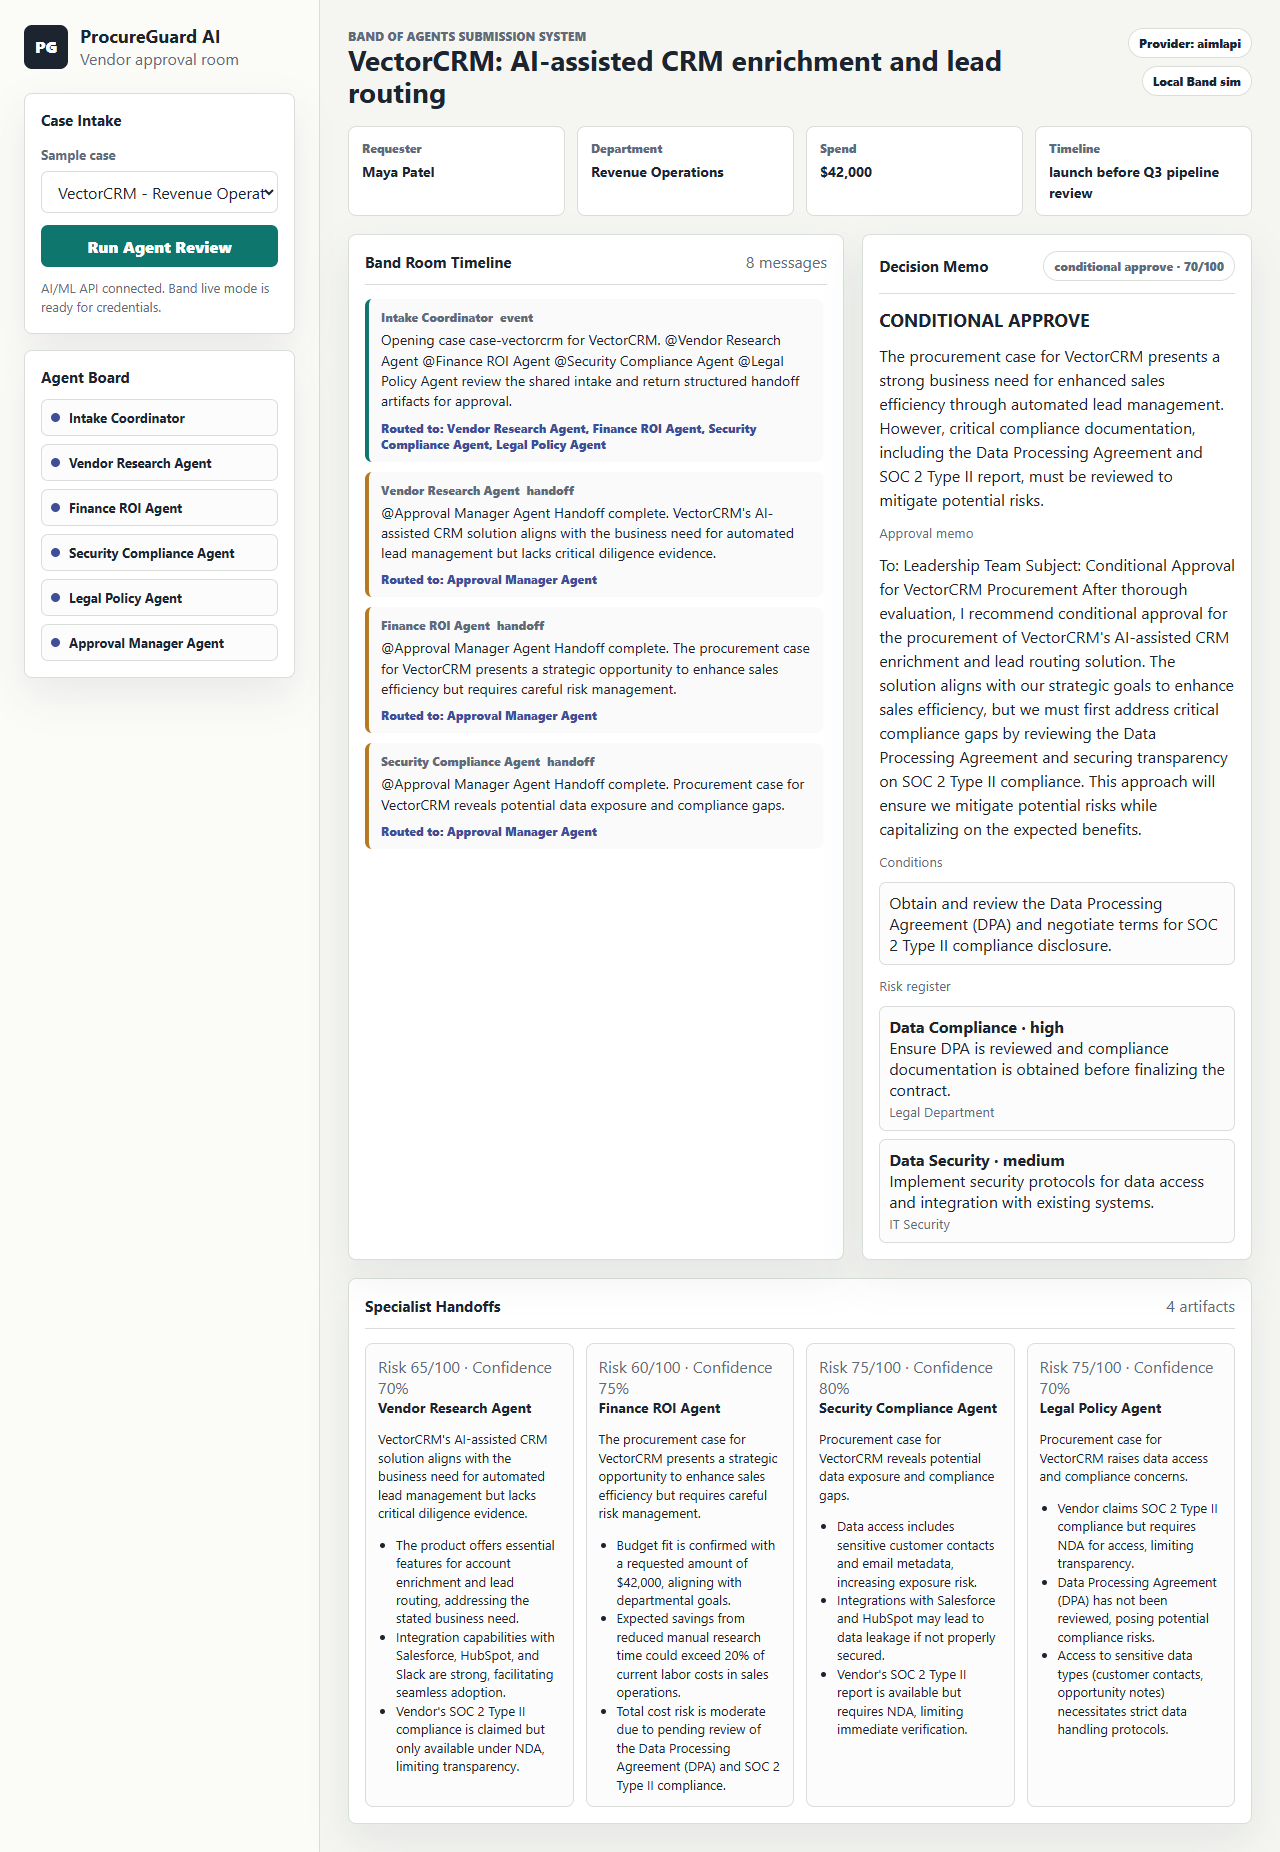 PG
ProcureGuard AI
Vendor approval room
Case Intake
Sample case
VectorCRM - Revenue Operat
Run Agent Review
AI/ML API connected. Band live mode is
ready for credentials.
Agent Board
Intake Coordinator
Vendor Research Agent
Finance ROI Agent
Security Compliance Agent
Legal Policy Agent
Approval Manager Agent
BAND OF AGENTS SUBMISSION SYSTEM
VectorCRM: AI-assisted CRM enrichment and lead
routing
Provider: aimlapi
Local Band sim
Requester
Maya Patel
Department
Revenue Operations
Spend
$42,000
Timeline
launch before Q3 pipeline
review
Band Room Timeline
8 messages
Intake Coordinator event
Opening case case-vectorcrm for VectorCRM. @Vendor Research
Agent @Finance ROI Agent @Security Compliance Agent @Legal
Policy Agent review the shared intake and return structured handoff
artifacts for approval.
Routed to: Vendor Research Agent, Finance ROI Agent, Security
Compliance Agent, Legal Policy Agent
Vendor Research Agent handoff
@Approval Manager Agent Handoff complete. VectorCRM's AI-
assisted CRM solution aligns with the business need for automated
lead management but lacks critical diligence evidence.
Routed to: Approval Manager Agent
Finance ROI Agent handoff
@Approval Manager Agent Handoff complete. The procurement case
for VectorCRM presents a strategic opportunity to enhance sales
efficiency but requires careful risk management.
Routed to: Approval Manager Agent
Security Compliance Agent handoff
@Approval Manager Agent Handoff complete. Procurement case for
VectorCRM reveals potential data exposure and compliance gaps.
Routed to: Approval Manager Agent
Decision Memo
conditional approve · 70/100
CONDITIONAL APPROVE
The procurement case for VectorCRM presents a
strong business need for enhanced sales
efficiency through automated lead management.
However, critical compliance documentation,
including the Data Processing Agreement and
SOC 2 Type II report, must be reviewed to
mitigate potential risks.
Approval memo
To: Leadership Team Subject: Conditional Approval
for VectorCRM Procurement After thorough
evaluation, I recommend conditional approval for
the procurement of VectorCRM's AI-assisted CRM
enrichment and lead routing solution. The
solution aligns with our strategic goals to enhance
sales efficiency, but we must first address critical
compliance gaps by reviewing the Data
Processing Agreement and securing transparency
on SOC 2 Type II compliance. This approach will
ensure we mitigate potential risks while
capitalizing on the expected benefits.
Conditions
Obtain and review the Data Processing
Agreement (DPA) and negotiate terms for SOC
2 Type II compliance disclosure.
Risk register
Data Compliance · high
Ensure DPA is reviewed and compliance
documentation is obtained before finalizing the
contract.
Legal Department
Data Security · medium
Implement security protocols for data access
and integration with existing systems.
IT Security
Specialist Handoffs
4 artifacts
Risk 65/100 · Confidence
70%
Vendor Research Agent
VectorCRM's AI-assisted CRM
solution aligns with the
business need for automated
lead management but lacks
critical diligence evidence.
• The product offers essential
features for account
enrichment and lead
routing, addressing the
stated business need.
• Integration capabilities with
Salesforce, HubSpot, and
Slack are strong, facilitating
seamless adoption.
• Vendor's SOC 2 Type II
compliance is claimed but
only available under NDA,
limiting transparency.
Risk 60/100 · Confidence
75%
Finance ROI Agent
The procurement case for
VectorCRM presents a strategic
opportunity to enhance sales
efficiency but requires careful
risk management.
• Budget fit is confirmed with
a requested amount of
$42,000, aligning with
departmental goals.
• Expected savings from
reduced manual research
time could exceed 20% of
current labor costs in sales
operations.
• Total cost risk is moderate
due to pending review of
the Data Processing
Agreement (DPA) and SOC 2
Type II compliance.
Risk 75/100 · Confidence
80%
Security Compliance Agent
Procurement case for
VectorCRM reveals potential
data exposure and compliance
gaps.
• Data access includes
sensitive customer contacts
and email metadata,
increasing exposure risk.
• Integrations with Salesforce
and HubSpot may lead to
data leakage if not properly
secured.
• Vendor's SOC 2 Type II
report is available but
requires NDA, limiting
immediate verification.
Risk 75/100 · Confidence
70%
Legal Policy Agent
Procurement case for
VectorCRM raises data access
and compliance concerns.
• Vendor claims SOC 2 Type II
compliance but requires
NDA for access, limiting
transparency.
• Data Processing Agreement
(DPA) has not been
reviewed, posing potential
compliance risks.
• Access to sensitive data
types (customer contacts,
opportunity notes)
necessitates strict data
handling protocols.